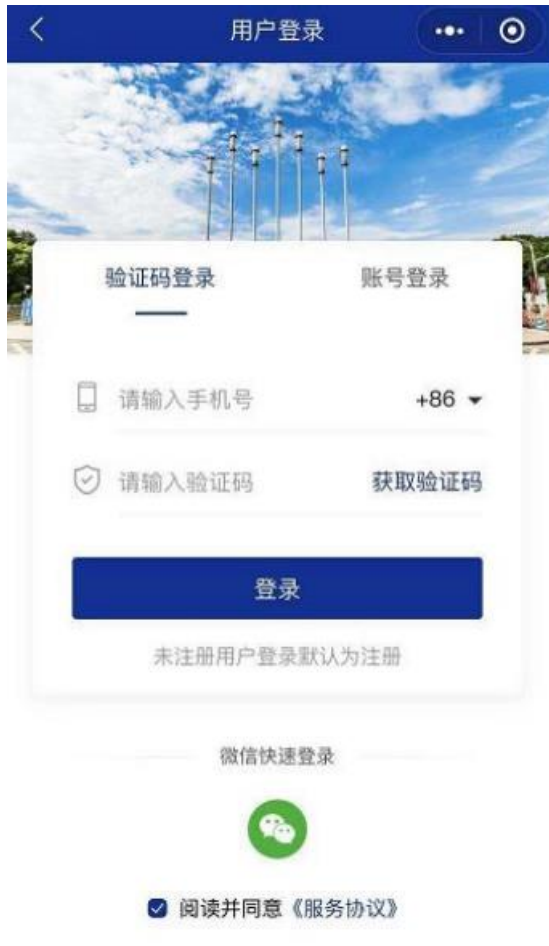 用户登录
验证码登录 账号登录
请输入手机号 +86
请输入验证码 获取验证码
登录
未注册用户登录默认为注册
微信快速登录
阅读并同意《服务协议》